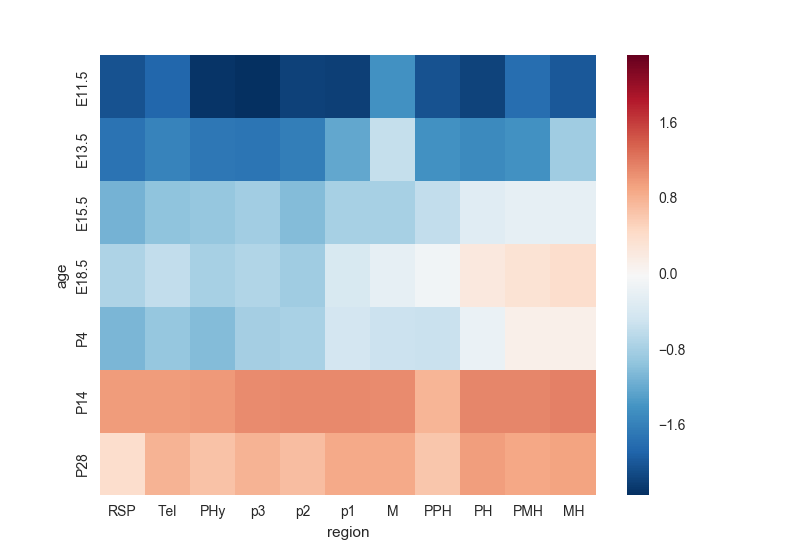 E11.5
E13.5
E15.5
E18.5
P4
P14
P28
age
RSP Tel PHy p3 p2 p1 M PPH PH PMH MH
region
1.6
0.8
0.0
−0.8
−1.6